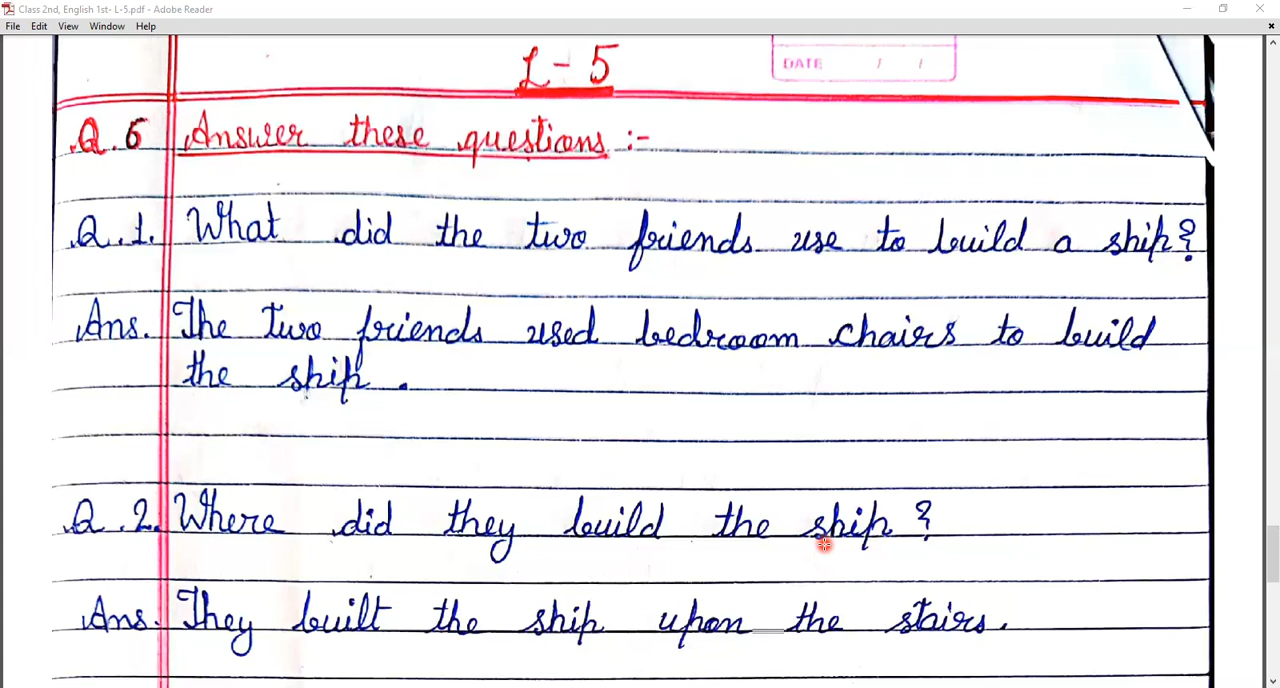 Class 2nd, English 1st- L-5.pdf - Adobe Reader
File Edit View Window Help
L - 5
DATE / /
Q. 6 Answer these questions :-
Q. 1. What did the two friends use to build a ship?
Ans. The two friends used bedroom chairs to build
the ship.
Q. 2. Where did they build the ship?
Ans. They built the ship upon the stairs.